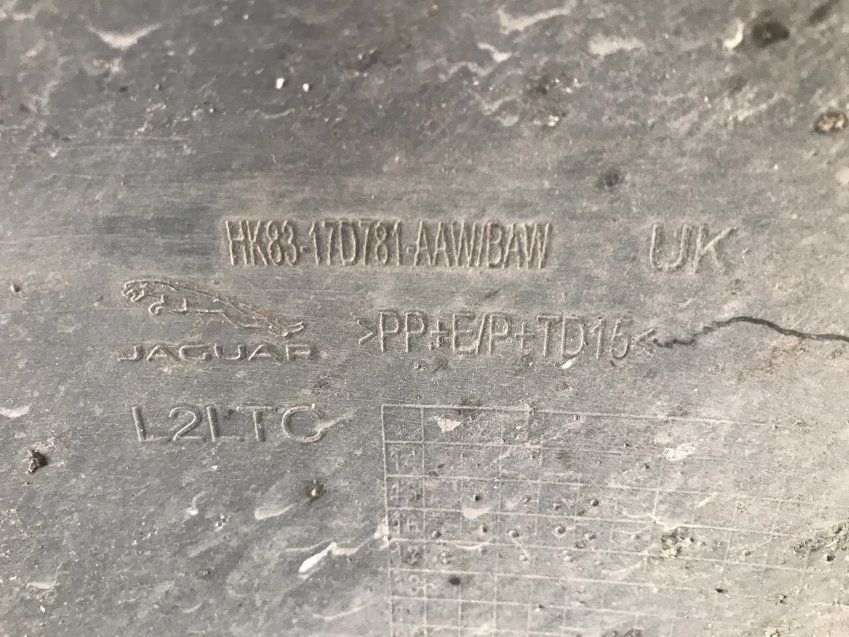 HK83-17D781-AAW/BAW UK
JAGUAR >PP+E/P+TD15<
L2LTC